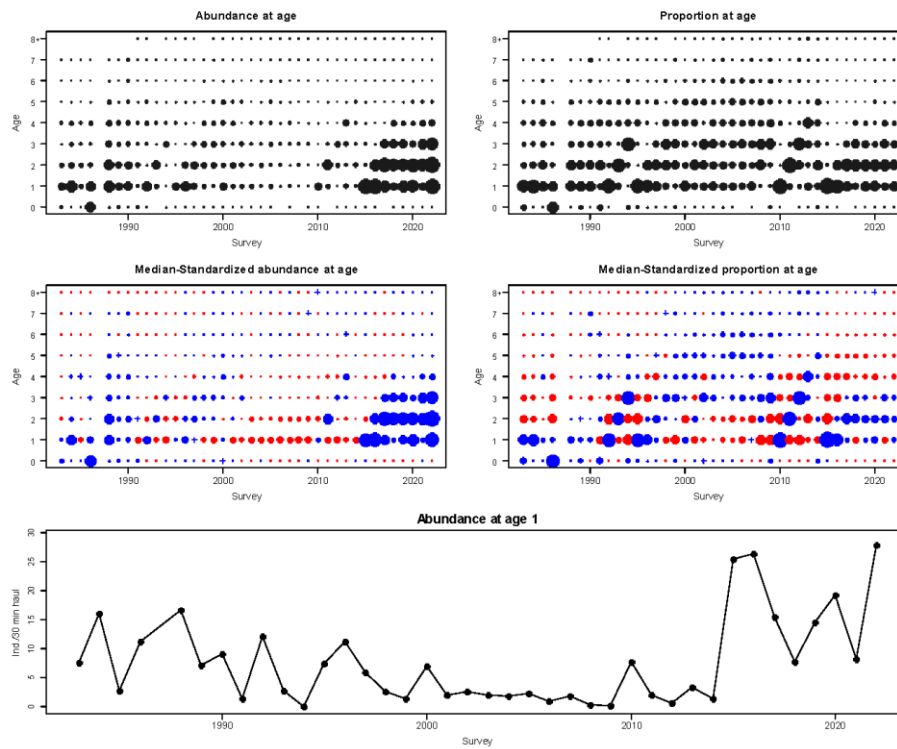 Abundance at age
Proportion at age
8+
7
6
5
4
3
2
1
0
Age
1990 2000 2010 2020
Survey
8+
7
6
5
4
3
2
1
0
Age
1990 2000 2010 2020
Survey
Median-Standardized abundance at age
Median-Standardized proportion at age
8+
7
6
5
4
3
2
1
0
Age
1990 2000 2010 2020
Survey
8+
7
6
5
4
3
2
1
0
Age
1990 2000 2010 2020
Survey
Abundance at age 1
30
25
20
15
10
5
0
Ind./30 min haul
1990 2000 2010 2020
Survey